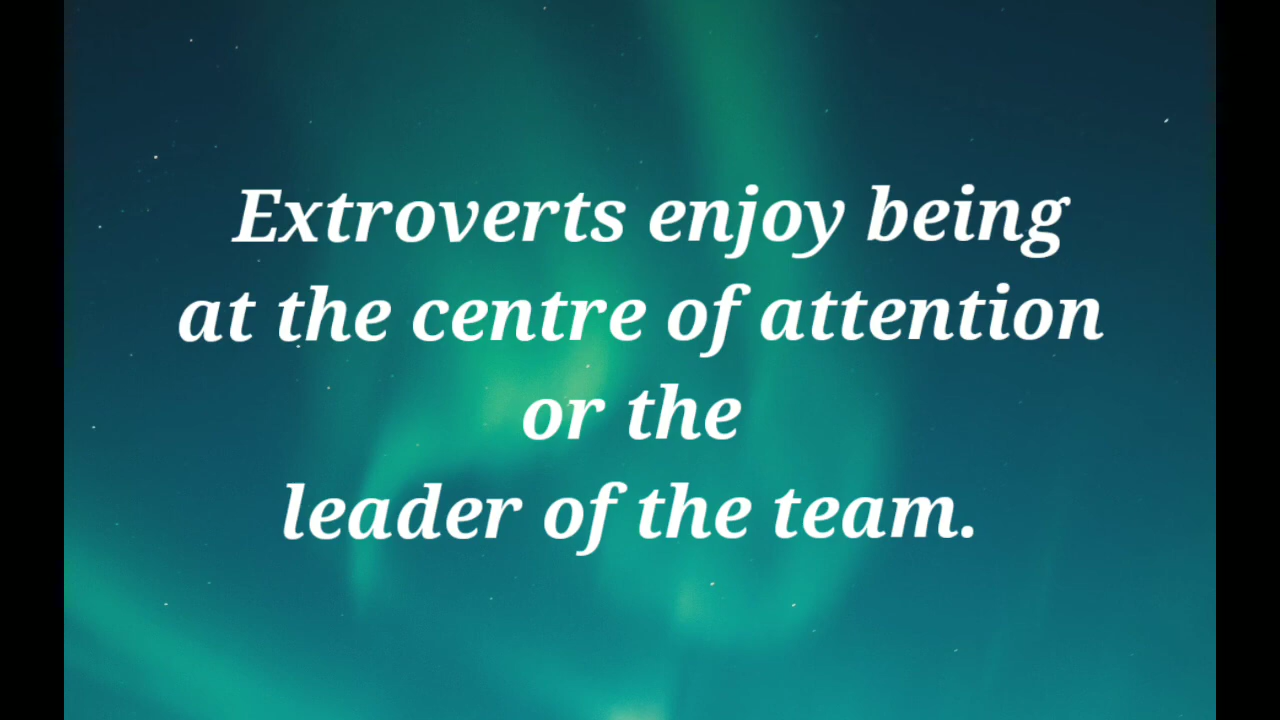 Extroverts enjoy being
at the centre of attention
or the
leader of the team.